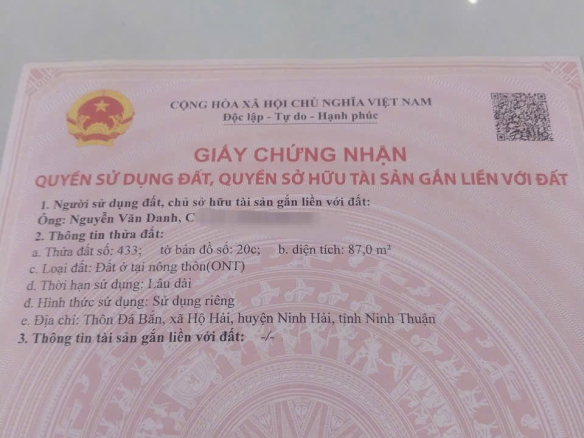 CỘNG HÒA XÃ HỘI CHỦ NGHĨA VIỆT NAM
Độc lập - Tự do - Hạnh phúc
GIẤY CHỨNG NHẬN
QUYỀN SỬ DỤNG ĐẤT, QUYỀN SỞ HỮU TÀI SẢN GẮN LIỀN VỚI ĐẤT
1. Người sử dụng đất, chủ sở hữu tài sản gắn liền với đất:
Ông: Nguyễn Văn Danh, C
2. Thông tin thửa đất:
a. Thửa đất số: 433; tờ bản đồ số: 20c; b. diện tích: 87,0 m²
c. Loại đất: Đất ở tại nông thôn(ONT)
d. Thời hạn sử dụng: Lâu dài
đ. Hình thức sử dụng: Sử dụng riêng
e. Địa chỉ: Thôn Đá Bắn, xã Hộ Hải, huyện Ninh Hải, tỉnh Ninh Thuận
3. Thông tin tài sản gắn liền với đất: -/-